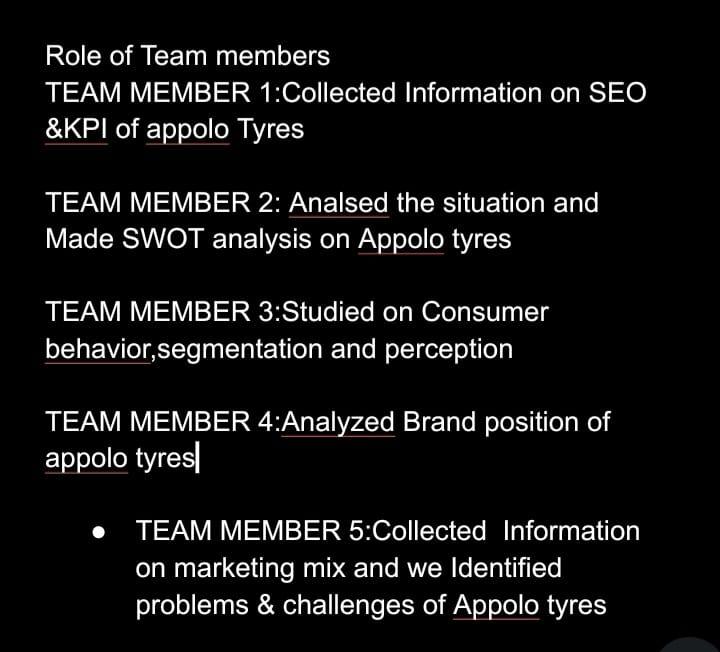 Role of Team members
TEAM MEMBER 1:Collected Information on SEO
&KPI of appolo Tyres
TEAM MEMBER 2: Analsed the situation and
Made SWOT analysis on Appolo tyres
TEAM MEMBER 3:Studied on Consumer
behavior,segmentation and perception
TEAM MEMBER 4:Analyzed Brand position of
appolo tyres
● TEAM MEMBER 5:Collected  Information
on marketing mix and we Identified
problems & challenges of Appolo tyres